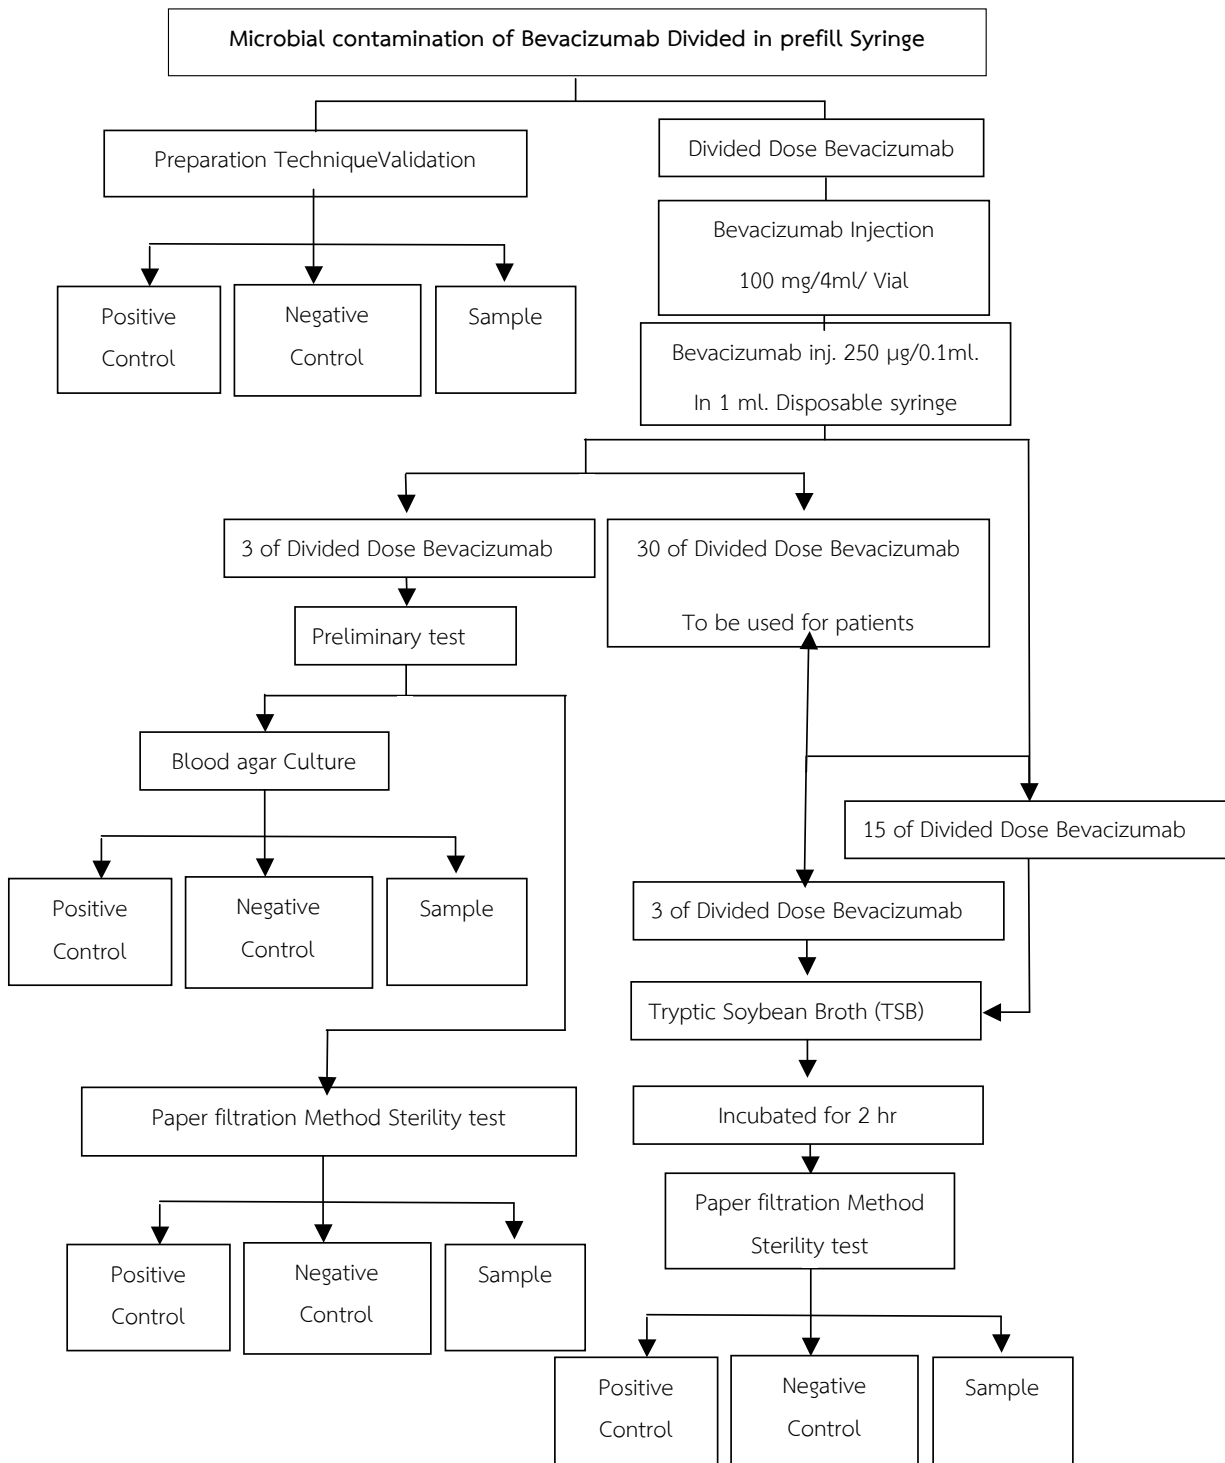 Microbial contamination of Bevacizumab Divided in prefill Syringe
Preparation TechniqueValidation
Divided Dose Bevacizumab
Bevacizumab Injection
100 mg/4ml/ Vial
Positive
Control
Negative
Control
Sample
Bevacizumab inj. 250 µg/0.1ml.
In 1 ml. Disposable syringe
3 of Divided Dose Bevacizumab
30 of Divided Dose Bevacizumab
To be used for patients
Preliminary test
Blood agar Culture
15 of Divided Dose Bevacizumab
Positive
Control
Negative
Control
Sample
3 of Divided Dose Bevacizumab
Tryptic Soybean Broth (TSB)
Paper filtration Method Sterility test
Incubated for 2 hr
Paper filtration Method
Sterility test
Positive
Control
Negative
Control
Sample
Positive
Control
Negative
Control
Sample